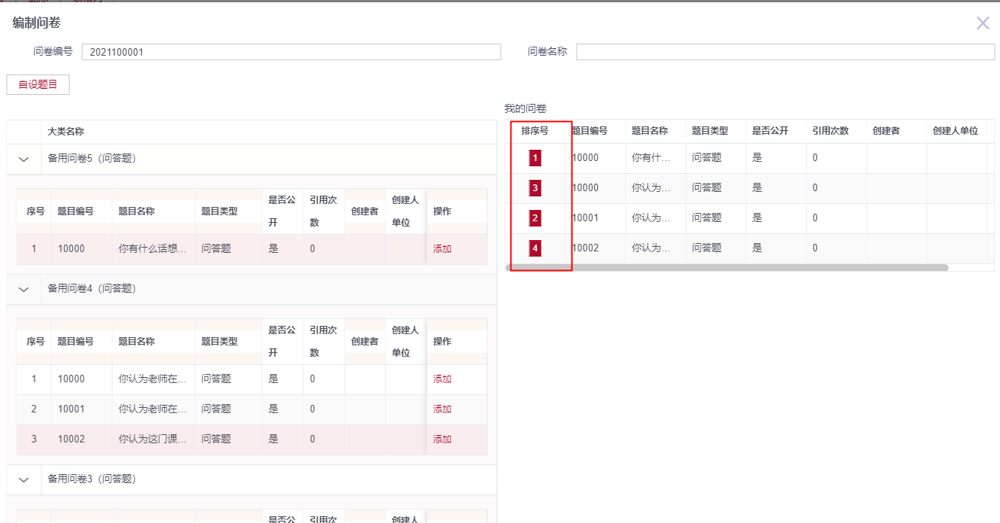 编制问卷
问卷编号 2021100001 问卷名称
自设题目
我的问卷
大类名称
备用问卷5（问答题）
序号 题目编号 题目名称 题目类型 是否公开 引用次数 创建者 创建人单位 操作
1 10000 你有什么话想... 问答题 是 0 添加
备用问卷4（问答题）
序号 题目编号 题目名称 题目类型 是否公开 引用次数 创建者 创建人单位 操作
1 10000 你认为老师在... 问答题 是 0 添加
2 10001 你认为老师在... 问答题 是 0 添加
3 10002 你认为这门课... 问答题 是 0 添加
备用问卷3（问答题）
是否公 引用次 创建人
排序号 题目编号 题目名称 题目类型 是否公开 引用次数 创建者 创建人单位
1 10000 你有什... 问答题 是 0
3 10000 你认为... 问答题 是 0
2 10001 你认为... 问答题 是 0
4 10002 你认为... 问答题 是 0